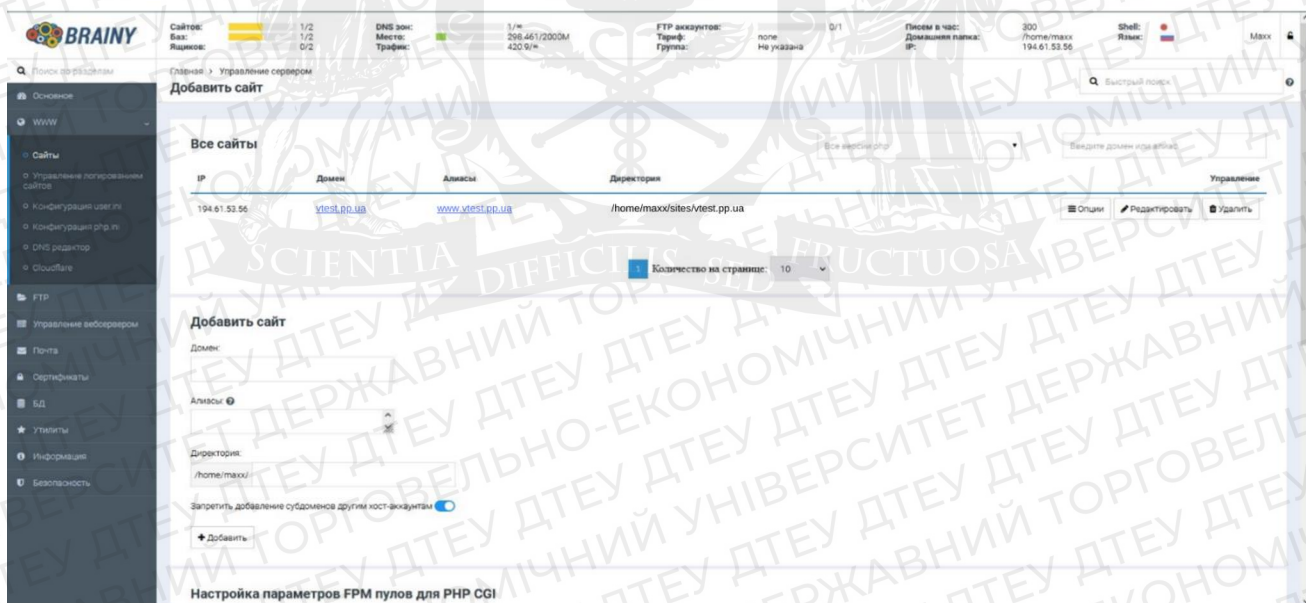 BRAINY
Сайтов: 1/2
Баз: 1/2
Ящиков: 0/2
DNS зон: 1/∞
Место: 298.461/2000M
Трафик: 420.9/∞
FTP аккаунтов: 0/1
Тариф: none
Группа: Не указана
Писем в час: 300
Домашняя папка: /home/maxx
IP: 194.61.53.56
Shell:
Язык:
Maxx
Поиск по разделам
Главная > Управление сервером
Добавить сайт
Быстрый поиск
Основное
WWW
Сайты
Управление логированием сайтов
Конфигурация user.ini
Конфигурация php.ini
DNS редактор
Cloudflare
FTP
Управление вебсервером
Почта
Сертификаты
БД
Утилиты
Информация
Безопасность
Все сайты
Все версии php
Введите домен или алиас
IP Домен Алиасы Директория Управление
194.61.53.56 vtest.pp.ua www.vtest.pp.ua /home/maxx/sites/vtest.pp.ua Опции Редактировать Удалить
1 Количество на странице: 10
SCIENTIA DIFFICILIS SED FRUCTUOSA
Добавить сайт
Домен:
Алиасы:
Директория:
/home/maxx/
Запретить добавление субдоменов другим хост-аккаунтам
Добавить
Настройка параметров FPM пулов для PHP CGI